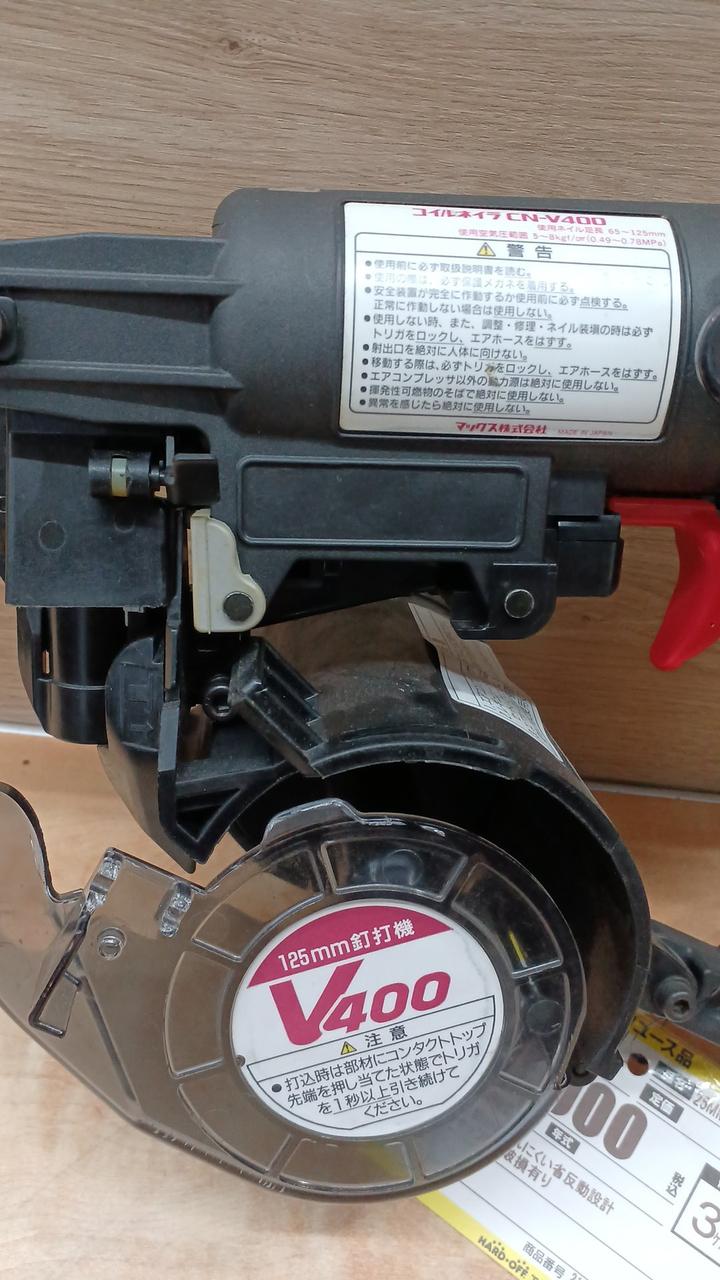 コイルネイラ CN-V400
使用ネイル足長 65～125mm
使用空気圧範囲 5～8kgf/㎠(0.49～0.78MPa)
⚠ 警告
●使用前に必ず取扱説明書を読む。
●使用の際は、必ず保護メガネを着用する。
●安全装置が完全に作動するか使用前に必ず点検する。
正常に作動しない場合は使用しない。
●使用しない時、また、調整・修理・ネイル装塡の時は必ず
トリガをロックし、エアホースをはずす。
●射出口を絶対に人体に向けない。
●移動する際は、必ずトリガをロックし、エアホースをはずす。
●エアコンプレッサ以外の動力源は絶対に使用しない。
●揮発性可燃物のそばで絶対に使用しない。
●異常を感じたら絶対に使用しない。
マックス株式会社 MADE IN JAPAN
125mm釘打機
V400
⚠ 注意
●打込時は部材にコンタクトトップ
先端を押し当てた状態でトリガ
を1秒以上引き続けて
ください。
ユース品
定価
000
年式
税込
にくい省反動設計
破損有り
商品番号
HARD・OFF